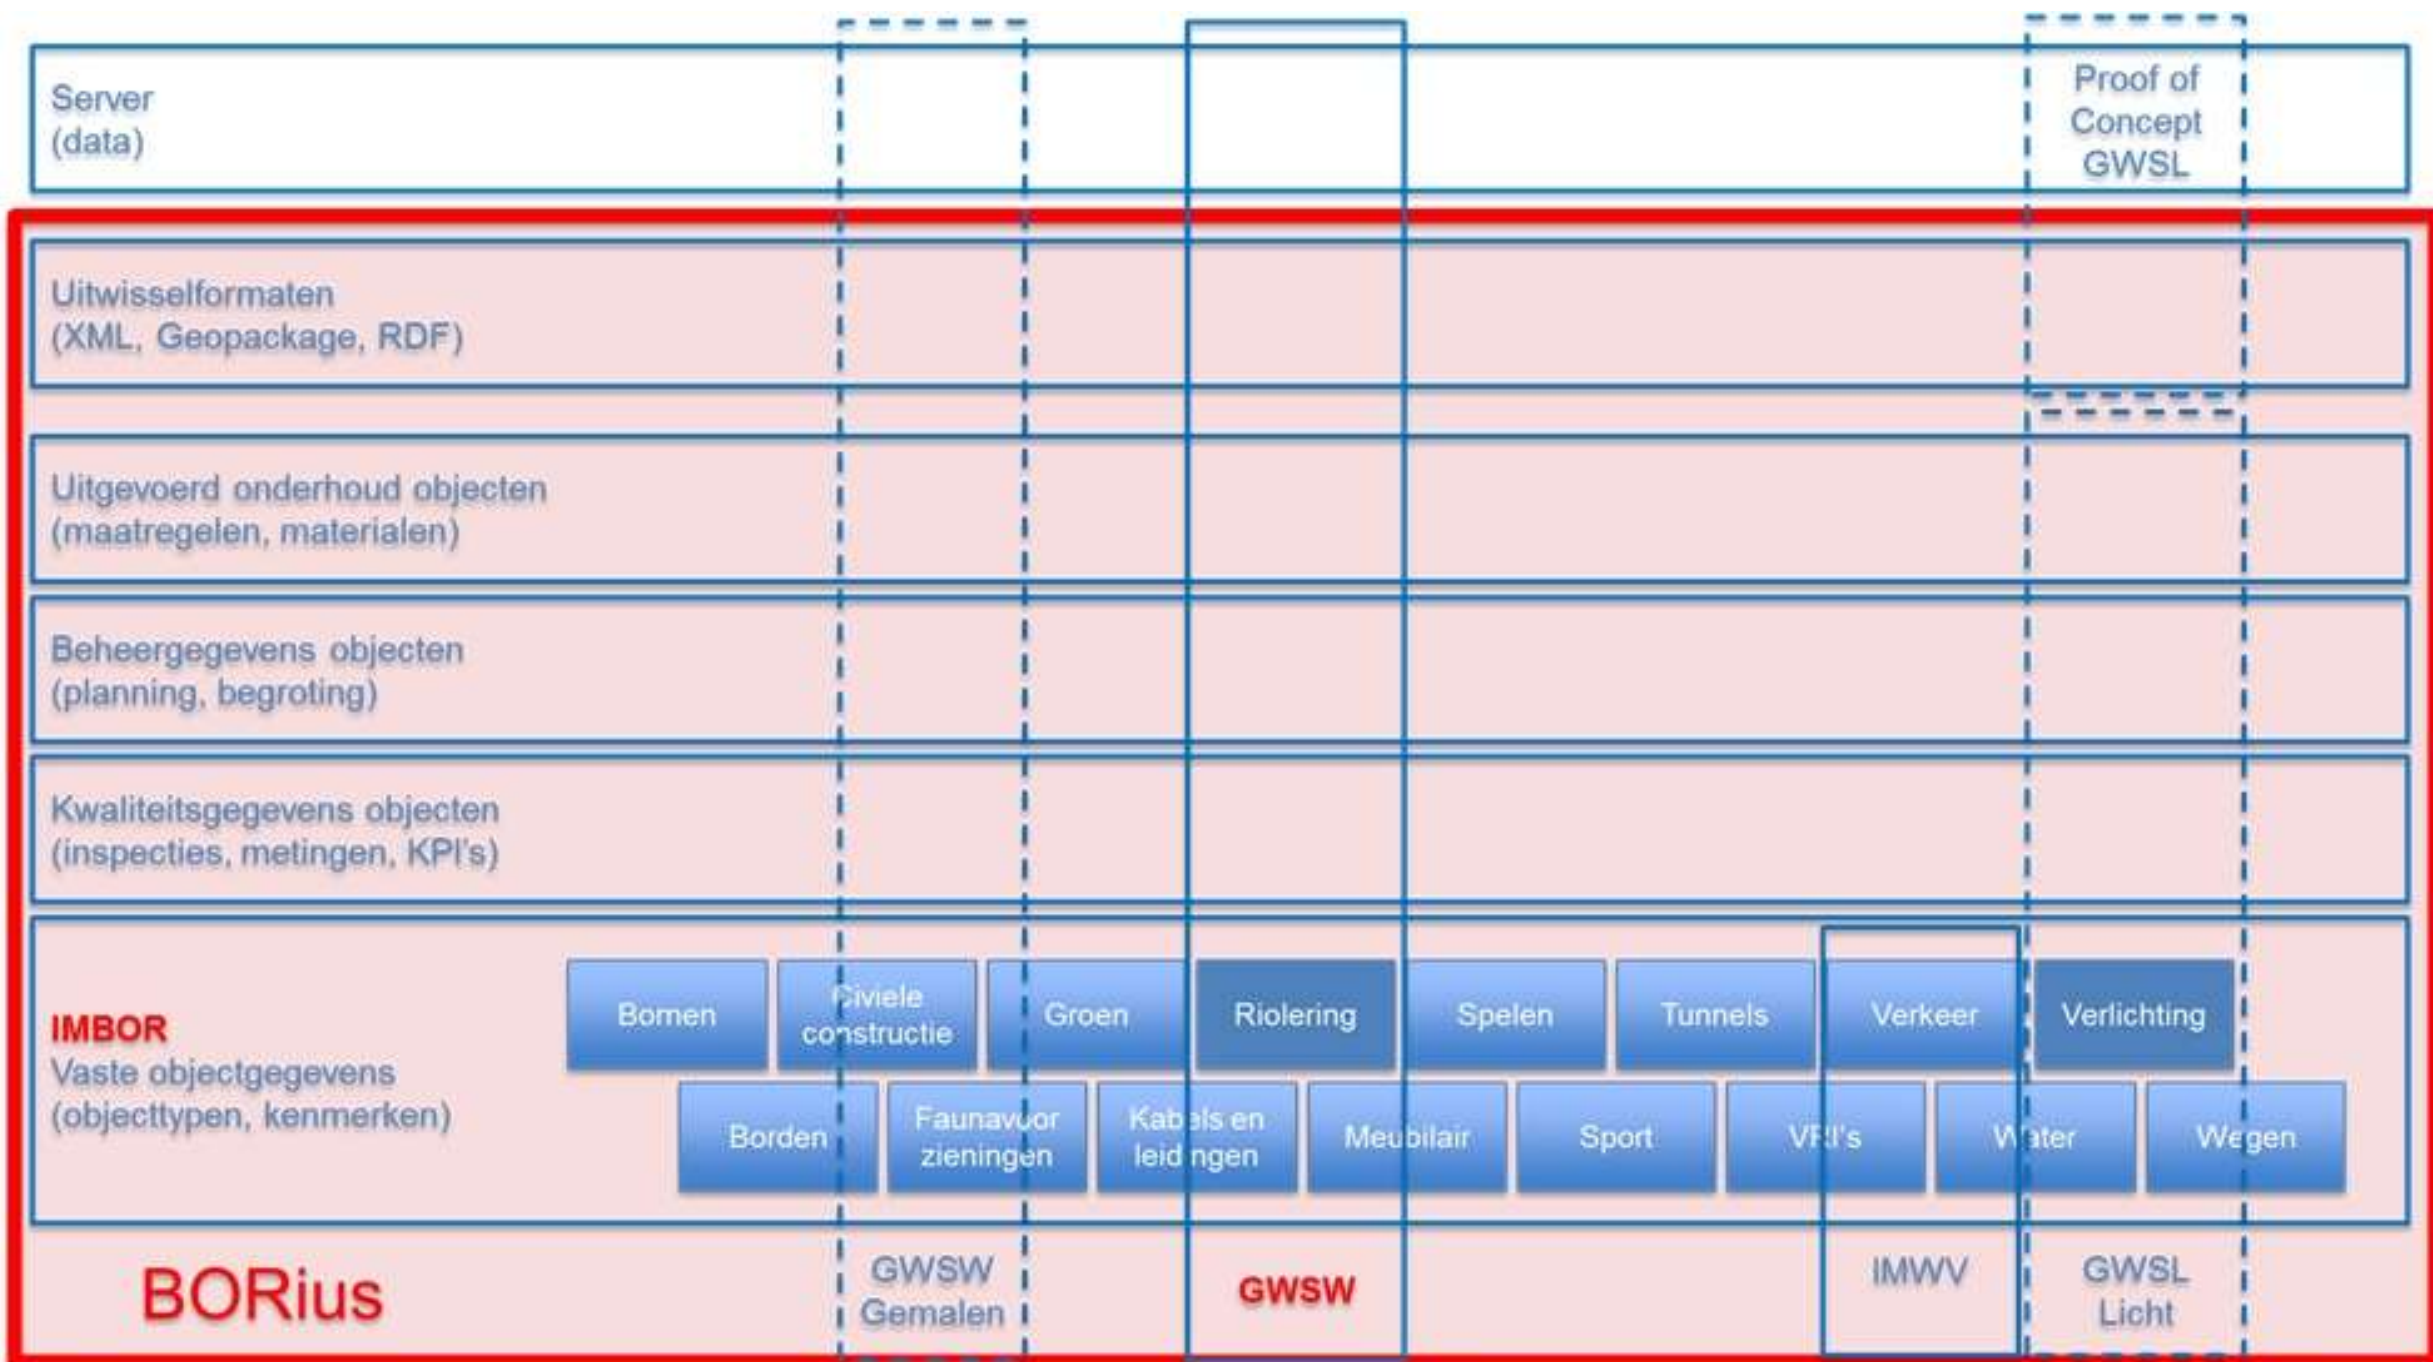 Server
(data)
Proof of
Concept
GWSL
Uitwisselformaten
(XML, Geopackage, RDF)
Uitgevoerd onderhoud objecten
(maatregelen, materialen)
Beheergegevens objecten
(planning, begroting)
Kwaliteitsgegevens objecten
(inspecties, metingen, KPI's)
IMBOR
Vaste objectgegevens
(objecttypen, kenmerken)
Bomen
Civiele
constructie
Groen
Riolering
Spelen
Tunnels
Verkeer
Verlichting
Borden
Faunavoor
zieningen
Kabels en
leidingen
Meubilair
Sport
VRI's
Water
Wegen
BORius
GWSW
Gemalen
GWSW
IMWV
GWSL
Licht